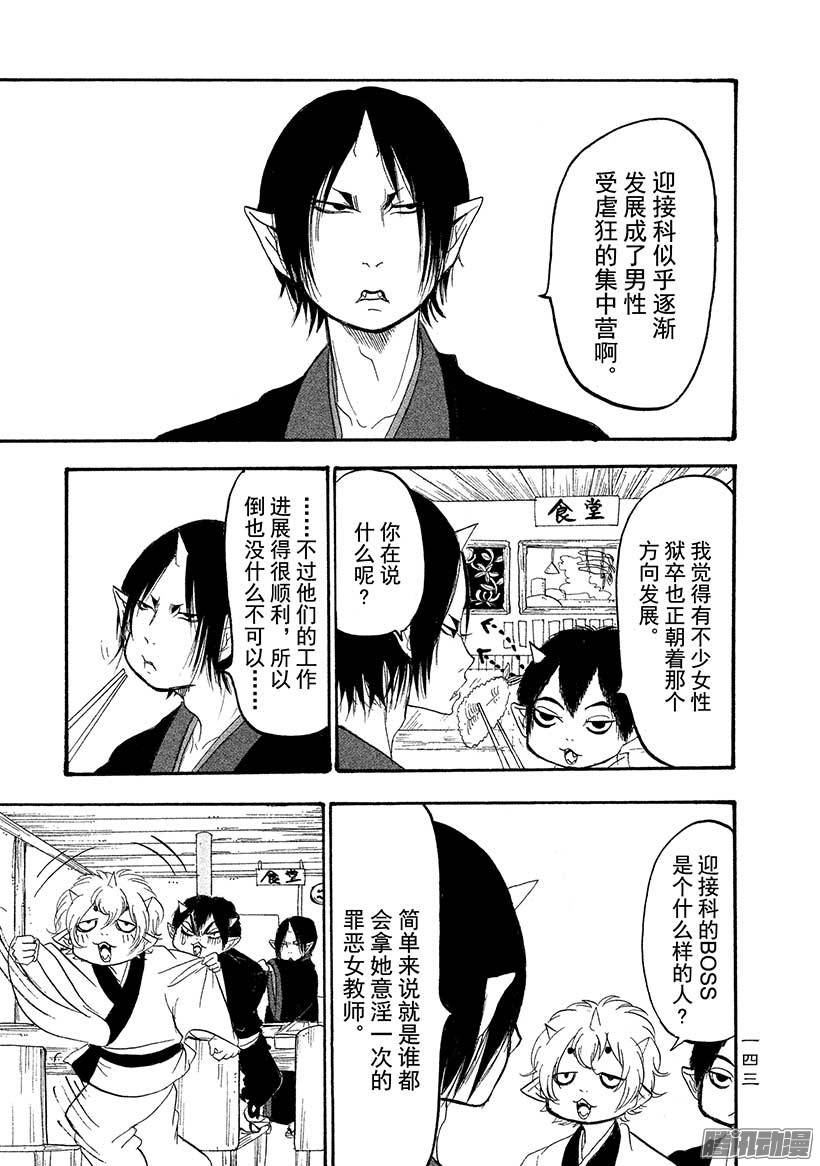 迎接科似乎逐渐
发展成了男性
受虐狂的集中营啊。
食堂
我觉得有不少女性
狱卒也正朝着那个
方向发展。
你在说
什么呢？
……不过他们的工作
进展得很顺利，所以
倒也没什么不可以……
迎接科的BOSS
是个什么样的人？
简单来说就是谁都
会拿她意淫一次的
罪恶女教师。
食堂
一四三
腾讯动漫